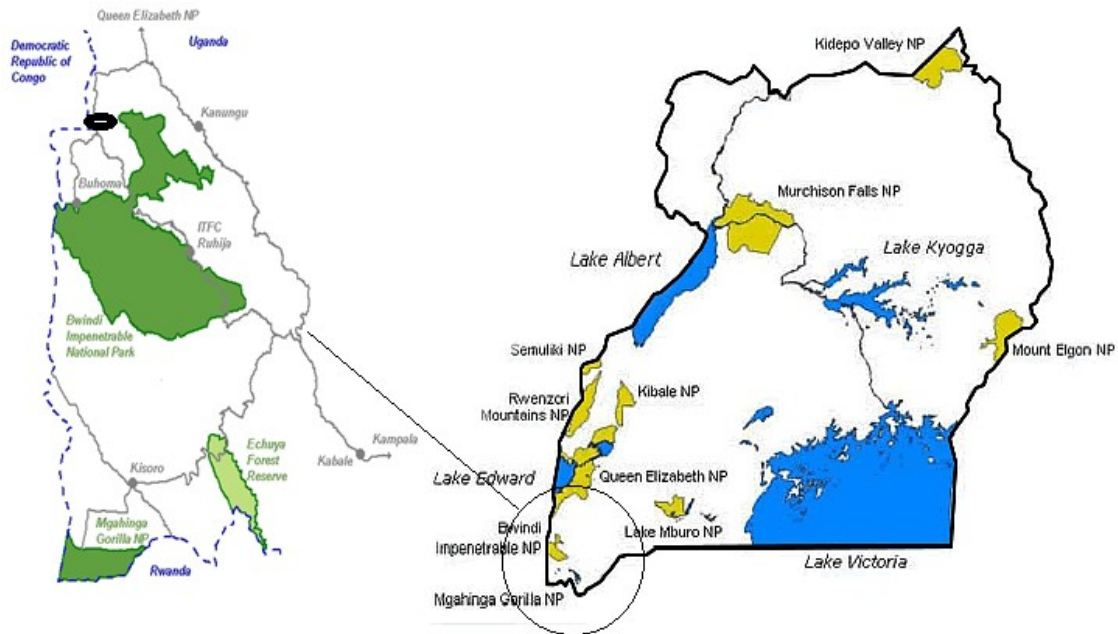 Queen Elizabeth NP
Democratic
Republic of
Congo
Uganda
Kanungu
Buhoma
ITFC
Ruhija
Bwindi
Impenetrable
National Park
Echuya
Forest
Reserve
Kampala
Kabale
Kisoro
Mgahinga
Gorilla NP
Rwanda
Kidepo Valley NP
Murchison Falls NP
Lake Albert
Lake Kyogga
Semuliki NP
Mount Elgon NP
Rwenzori
Mountains NP
Kibale NP
Lake Edward
Queen Elizabeth NP
Bwindi
Impenetrable NP
Lake Mburo NP
Lake Victoria
Mgahinga Gorilla NP